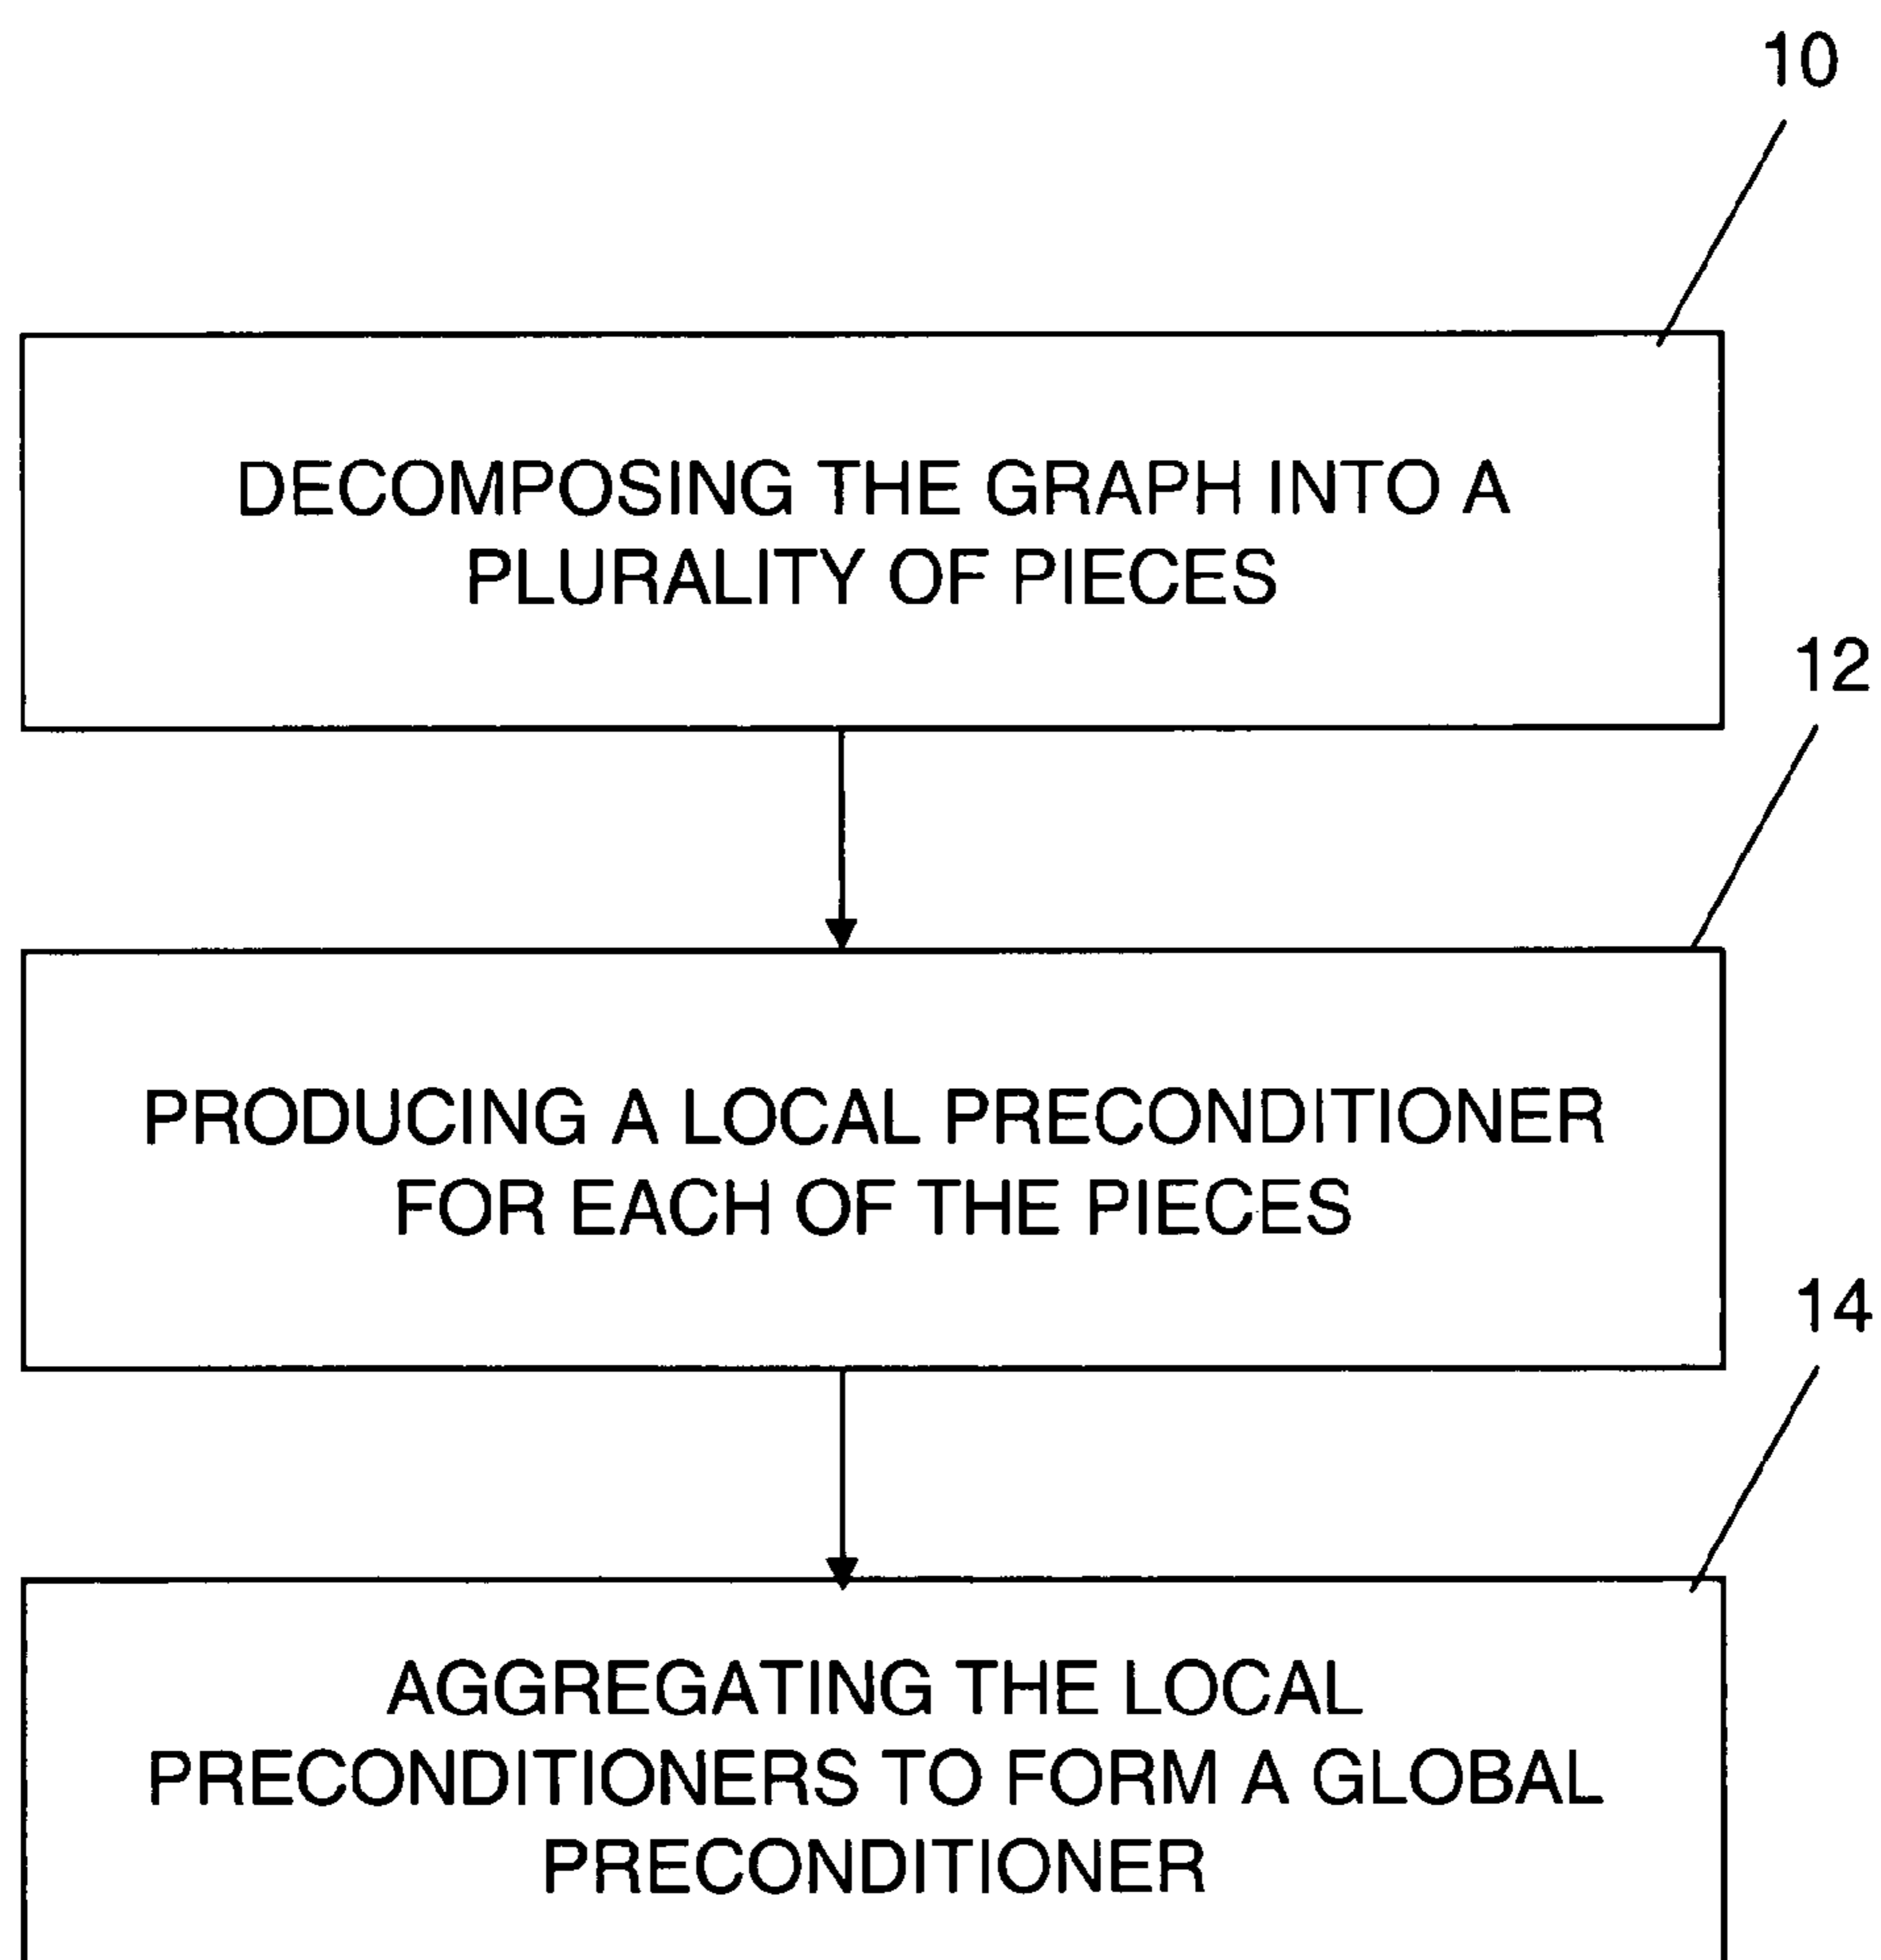 10
DECOMPOSING THE GRAPH INTO A
PLURALITY OF PIECES
12
PRODUCING A LOCAL PRECONDITIONER
FOR EACH OF THE PIECES
14
AGGREGATING THE LOCAL
PRECONDITIONERS TO FORM A GLOBAL
PRECONDITIONER